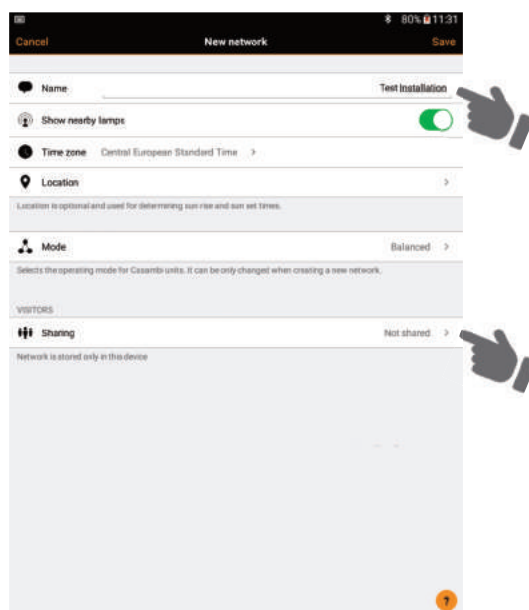 80% 11:31
Cancel New network Save
Name Test Installation
Show nearby lamps
Time zone Central European Standard Time >
Location >
Location is optional and used for determining sun rise and sun set times.
Mode Balanced >
Selects the operating mode for Casambi units. It can be only changed when creating a new network.
VISITORS
Sharing Not shared >
Network is stored only in this device
?